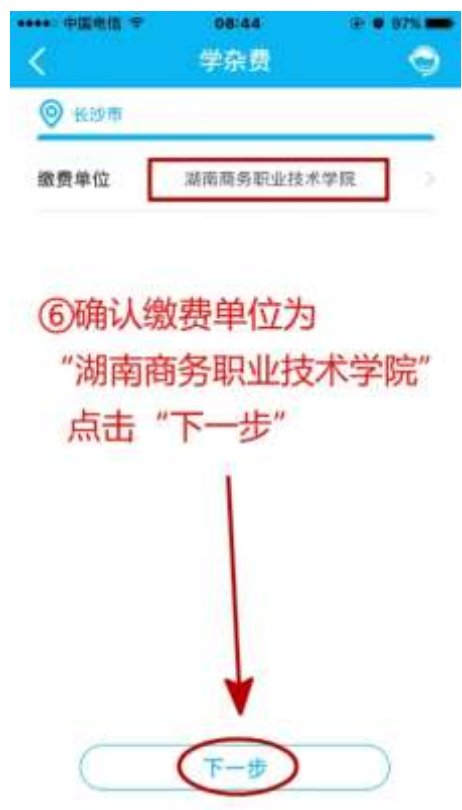 中国电信 08:44 97%
学杂费
长沙市
缴费单位 湖南商务职业技术学院
⑥确认缴费单位为
“湖南商务职业技术学院”
点击“下一步”
下一步